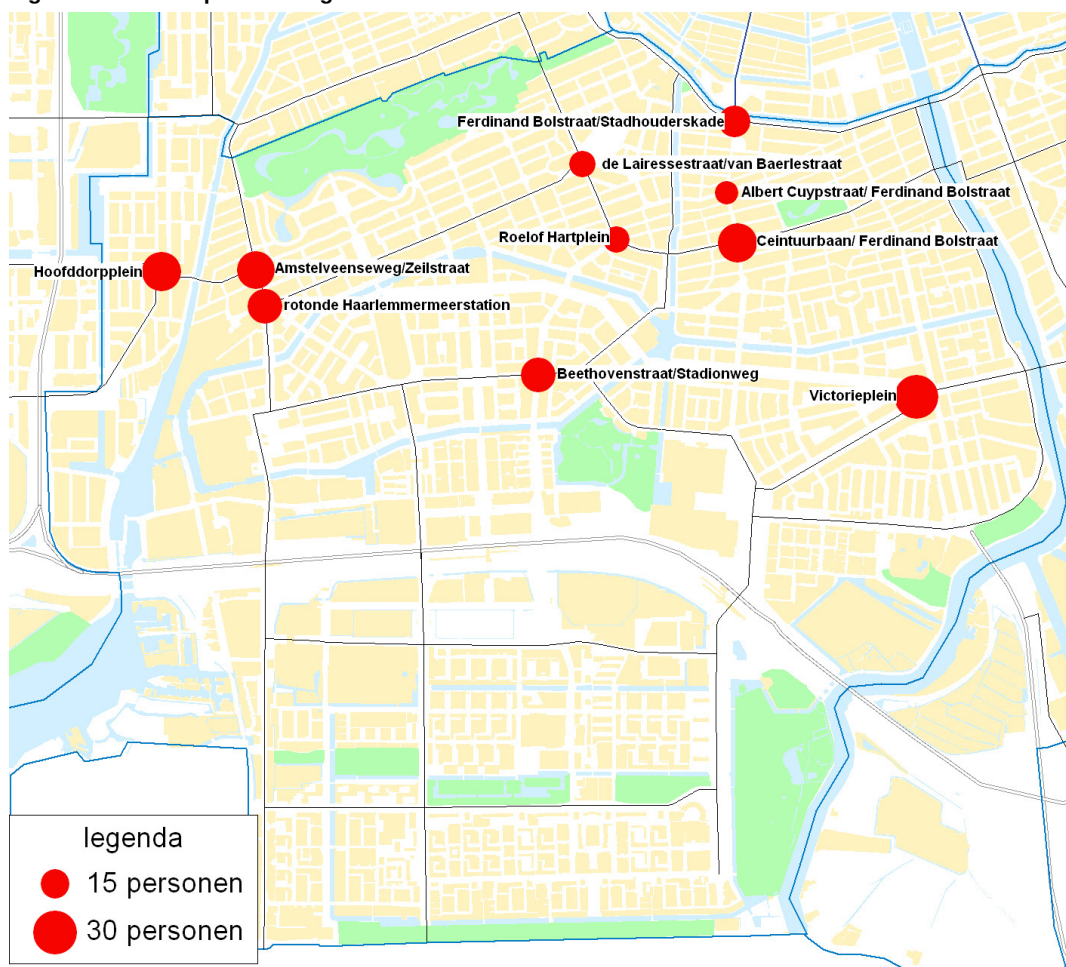 Ferdinand Bolstraat/Stadhouderskade
de Lairessestraat/van Baerlestraat
Albert Cuypstraat/ Ferdinand Bolstraat
Roelof Hartplein
Ceintuurbaan/ Ferdinand Bolstraat
Hoofddorpplein
Amstelveenseweg/Zeilstraat
rotonde Haarlemmermeerstation
Beethovenstraat/Stadionweg
Victorieplein
legenda
15 personen
30 personen